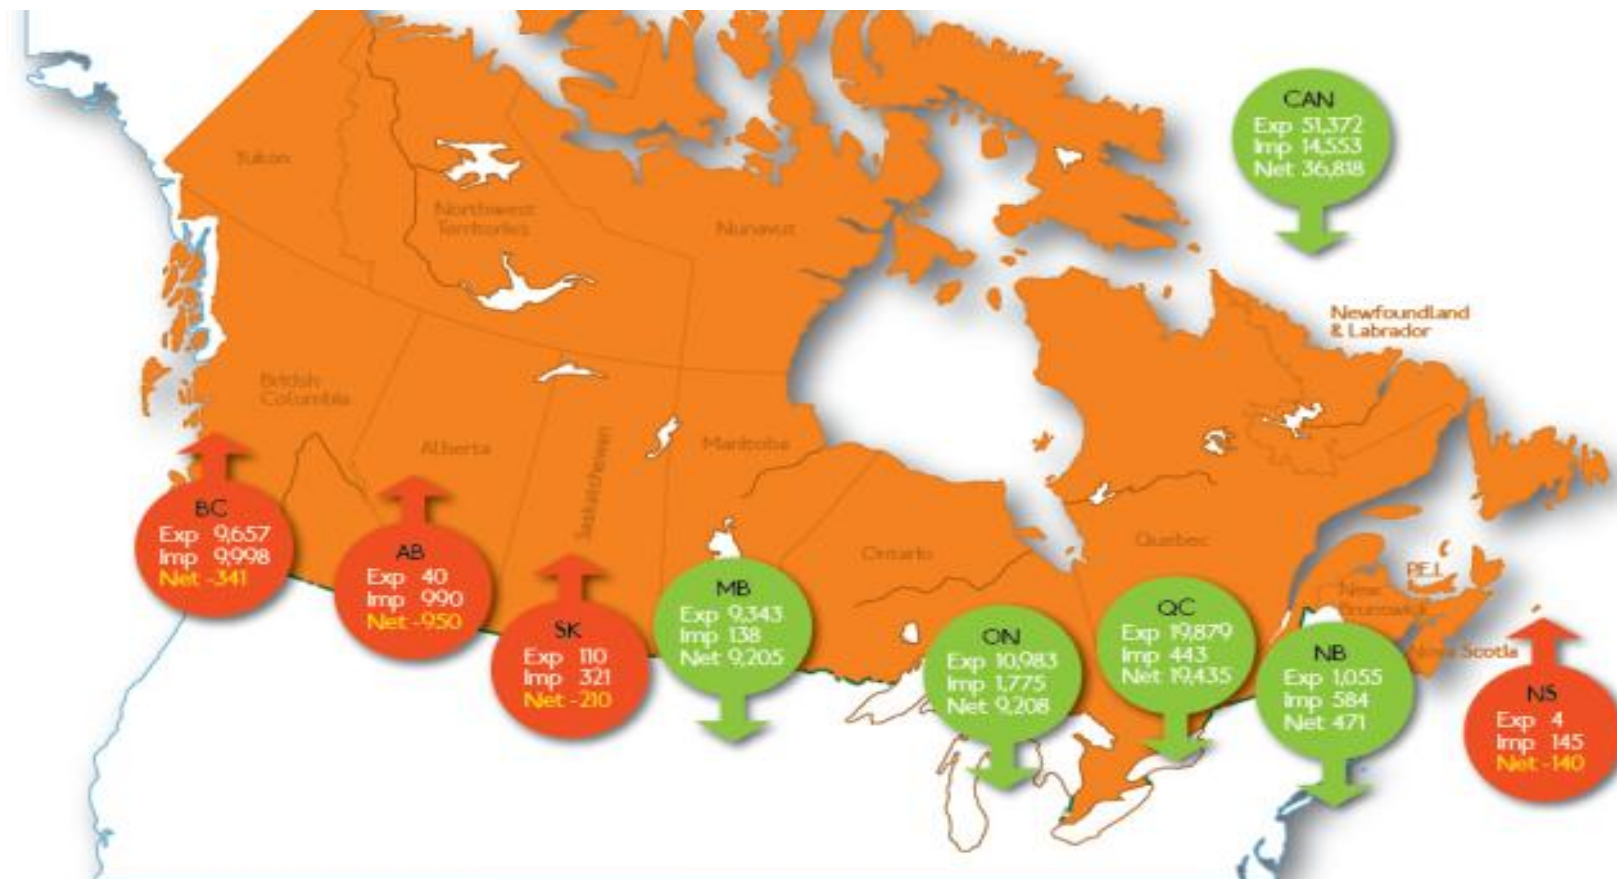 CAN
Exp 51,372
Imp 14,553
Net 36,818
Yukon
Northwest
Territories
Nunavut
Newfoundland
& Labrador
British
Columbia
Alberta
Saskatchewen
Manitoba
Ontario
Quebec
P.E.I.
New
Brunswick
Nova Scotia
BC
Exp 9,657
Imp 9,998
Net -341
AB
Exp 40
Imp 990
Net -950
SK
Exp 110
Imp 321
Net -210
MB
Exp 9,343
Imp 138
Net 9,205
ON
Exp 10,983
Imp 1,775
Net 9,208
QC
Exp 19,879
Imp 443
Net 19,435
NB
Exp 1,055
Imp 584
Net 471
NS
Exp 4
Imp 145
Net -140